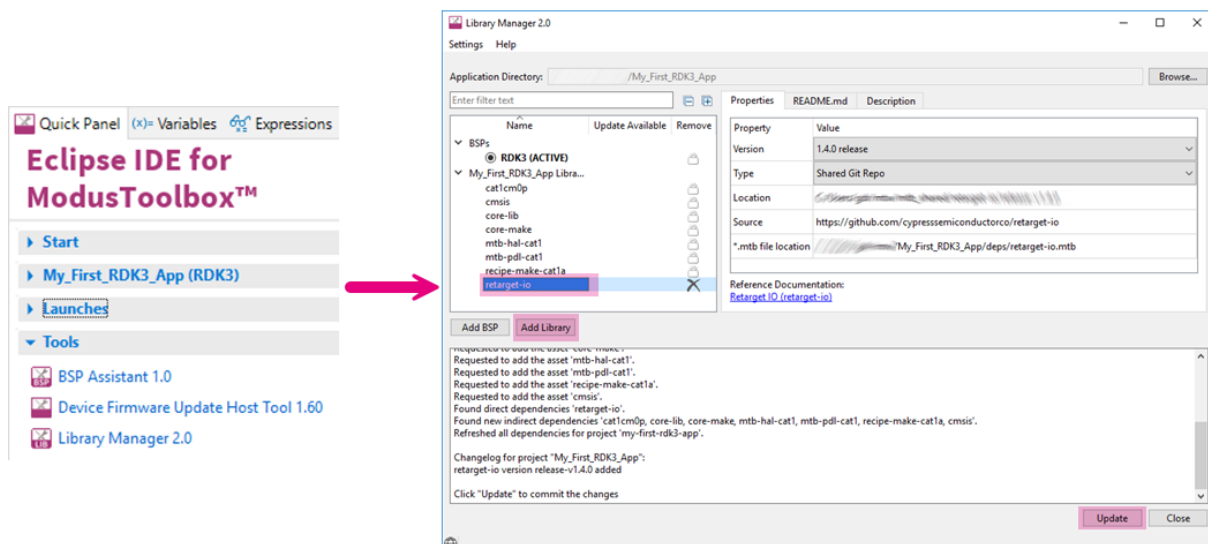 Quick Panel (x)= Variables Expressions
Eclipse IDE for
ModusToolbox™
Start
My_First_RDK3_App (RDK3)
Launches
Tools
BSP Assistant 1.0
Device Firmware Update Host Tool 1.60
LIB Library Manager 2.0
Library Manager 2.0
Settings Help
Application Directory: /My_First_RDK3_App Browse...
Enter filter text
Name Update Available Remove
BSPs
RDK3 (ACTIVE)
My_First_RDK3_App Libra...
cat1cm0p
cmsis
core-lib
core-make
mtb-hal-cat1
mtb-pdl-cat1
recipe-make-cat1a
retarget-io
Properties README.md Description
Property Value
Version 1.4.0 release
Type Shared Git Repo
Location
Source https://github.com/cypresssemiconductorco/retarget-io
*.mtb file location /My_First_RDK3_App/deps/retarget-io.mtb
Reference Documentation:
Retarget IO (retarget-io)
Add BSP Add Library
Requested to add the asset 'core-make'.
Requested to add the asset 'mtb-hal-cat1'.
Requested to add the asset 'mtb-pdl-cat1'.
Requested to add the asset 'recipe-make-cat1a'.
Requested to add the asset 'cmsis'.
Found direct dependencies 'retarget-io'.
Found new indirect dependencies 'cat1cm0p, core-lib, core-make, mtb-hal-cat1, mtb-pdl-cat1, recipe-make-cat1a, cmsis'.
Refreshed all dependencies for project 'my-first-rdk3-app'.
Changelog for project "My_First_RDK3_App":
retarget-io version release-v1.4.0 added
Click "Update" to commit the changes
Update Close